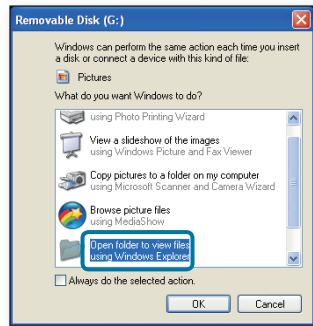 Removable Disk (G:)
Windows can perform the same action each time you insert
a disk or connect a device with this kind of file:
Pictures
What do you want Windows to do?
using Photo Printing Wizard
View a slideshow of the images
using Windows Picture and Fax Viewer
Copy pictures to a folder on my computer
using Microsoft Scanner and Camera Wizard
Browse picture files
using MediaShow
Open folder to view files
using Windows Explorer
Always do the selected action.
OK
Cancel